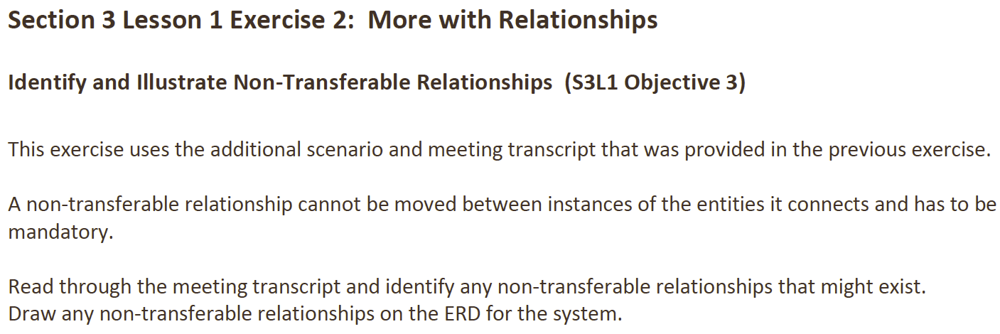 Section 3 Lesson 1 Exercise 2:  More with Relationships
Identify and Illustrate Non-Transferable Relationships  (S3L1 Objective 3)
This exercise uses the additional scenario and meeting transcript that was provided in the previous exercise.
A non-transferable relationship cannot be moved between instances of the entities it connects and has to be
mandatory.
Read through the meeting transcript and identify any non-transferable relationships that might exist.
Draw any non-transferable relationships on the ERD for the system.